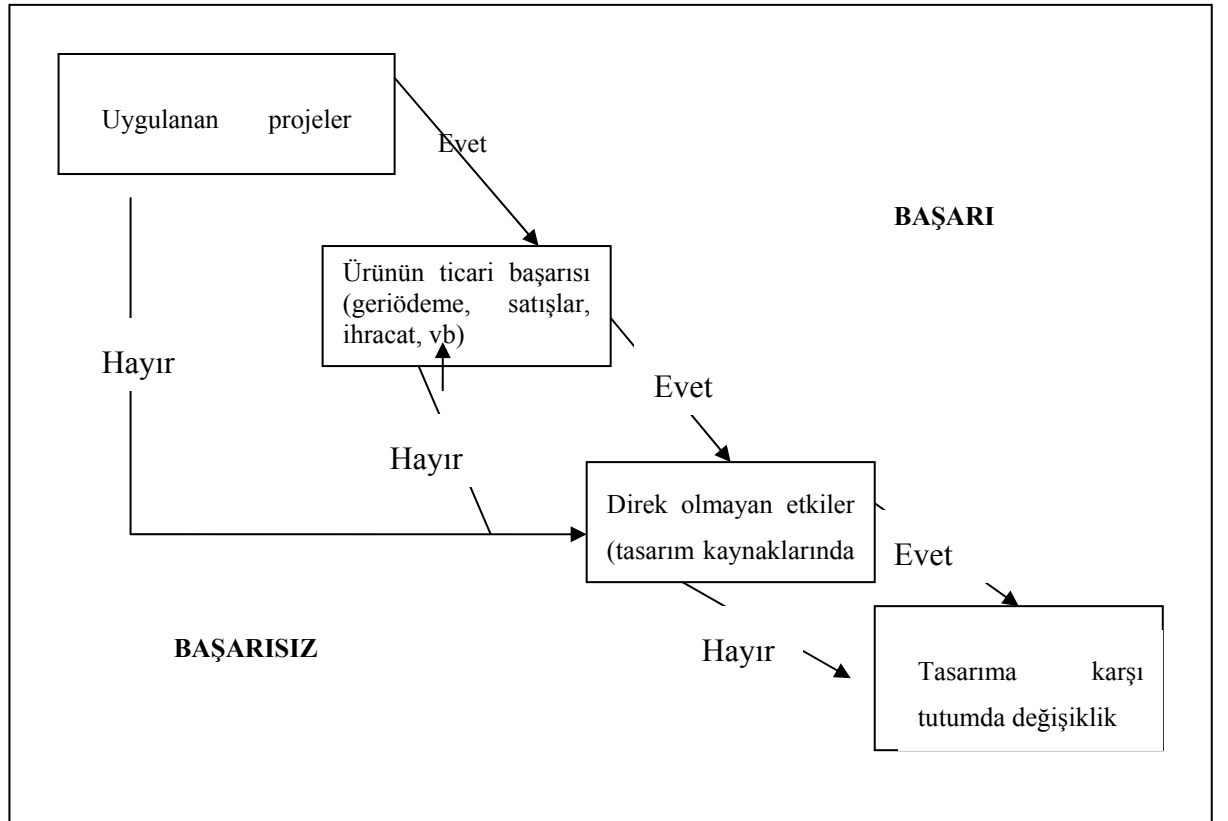 Uygulanan projeler
Evet
BAŞARI
Ürünün ticari başarısı
(geriödeme, satışlar,
ihracat, vb)
Hayır
Evet
Hayır
Direk olmayan etkiler
(tasarım kaynaklarında
Evet
BAŞARISIZ
Hayır
Tasarıma karşı
tutumda değişiklik